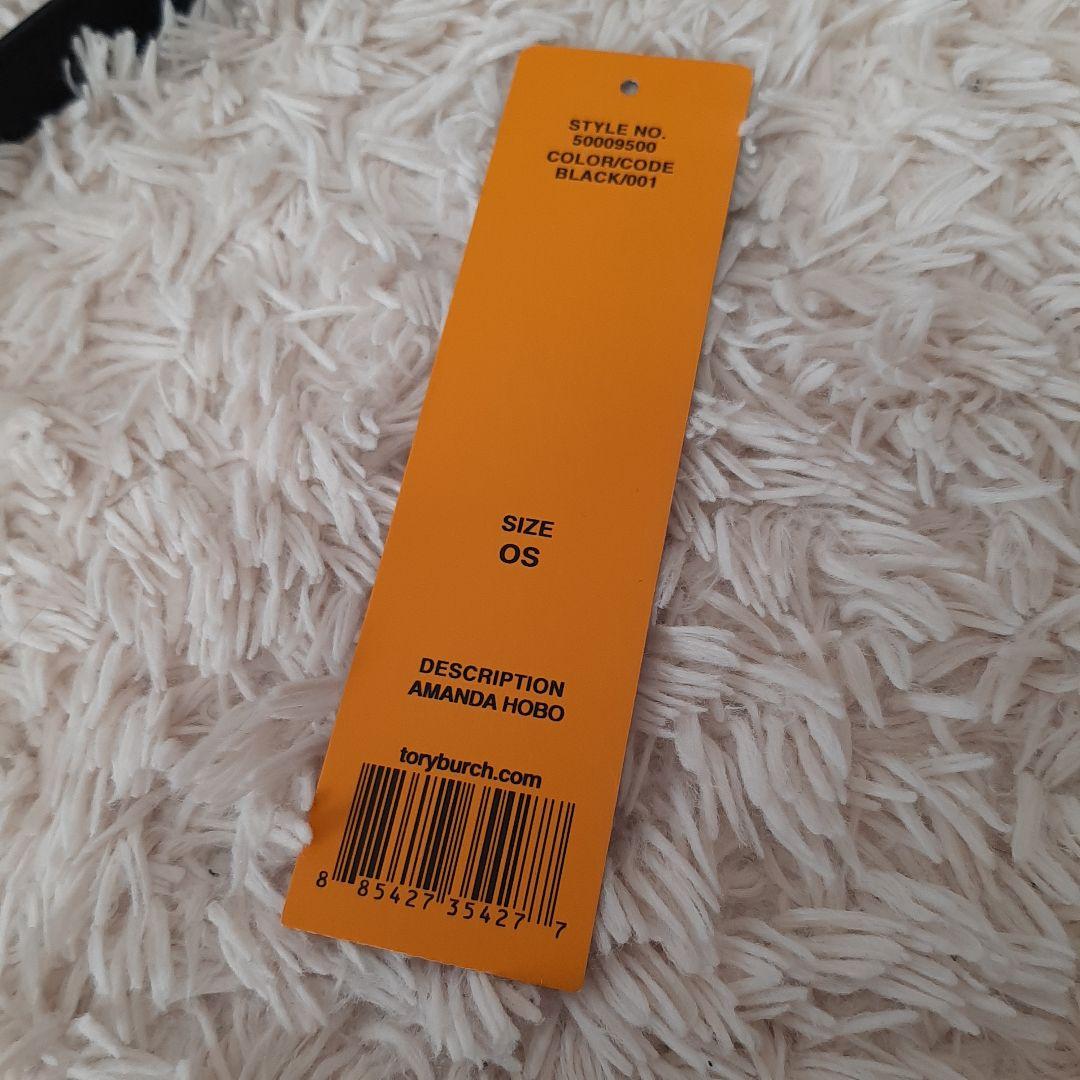 STYLE NO.
50009500
COLOR/CODE
BLACK/001
SIZE
OS
DESCRIPTION
AMANDA HOBO
toryburch.com
8 85427 35427 7